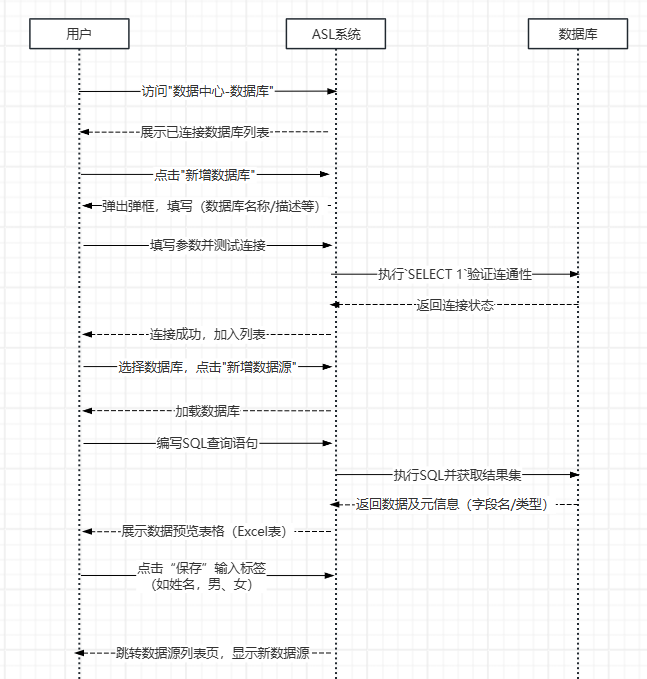 用户
ASL系统
数据库
访问"数据中心-数据库"
展示已连接数据库列表
点击"新增数据库"
弹出弹框，填写（数据库名称/描述等）
填写参数并测试连接
执行`SELECT 1`验证连通性
返回连接状态
连接成功，加入列表
选择数据库，点击"新增数据源"
加载数据库
编写SQL查询语句
执行SQL并获取结果集
返回数据及元信息（字段名/类型）
展示数据预览表格（Excel表）
点击“保存”输入标签
（如姓名，男、女）
跳转数据源列表页，显示新数据源